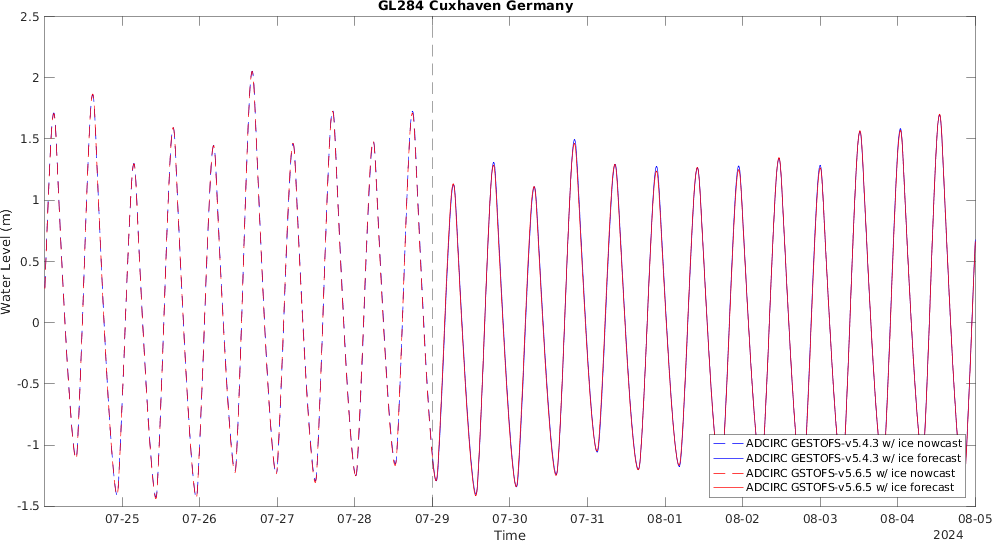 GL284 Cuxhaven Germany
2.5
2
1.5
1
0.5
0
-0.5
-1
-1.5
Water Level (m)
ADCIRC GESTOFS-v5.4.3 w/ ice nowcast
ADCIRC GESTOFS-v5.4.3 w/ ice forecast
ADCIRC GSTOFS-v5.6.5 w/ ice nowcast
ADCIRC GSTOFS-v5.6.5 w/ ice forecast
07-25 07-26 07-27 07-28 07-29 07-30 07-31 08-01 08-02 08-03 08-04 08-05
Time
2024